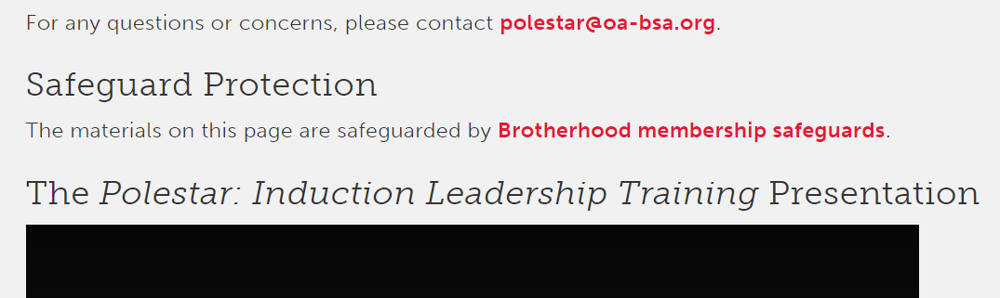 For any questions or concerns, please contact polestar@oa-bsa.org.
Safeguard Protection
The materials on this page are safeguarded by Brotherhood membership safeguards.
The Polestar: Induction Leadership Training Presentation